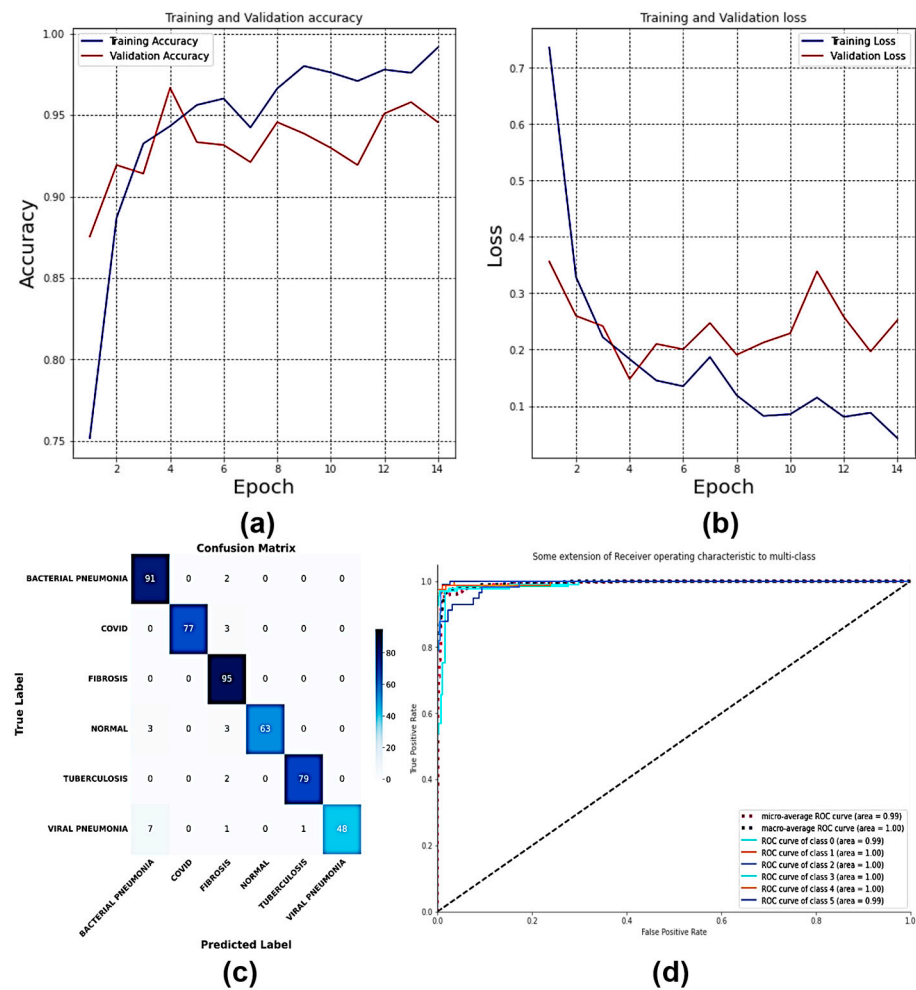 Training and Validation accuracy
1.00
0.95
0.90
0.85
0.80
0.75
Accuracy
Training Accuracy
Validation Accuracy
2 4 6 8 10 12 14
Epoch
(a)
Training and Validation loss
0.7
0.6
0.5
0.4
0.3
0.2
0.1
Loss
Training Loss
Validation Loss
2 4 6 8 10 12 14
Epoch
(b)
Confusion Matrix
True Label
BACTERIAL PNEUMONIA 91 0 2 0 0 0
COVID 0 77 3 0 0 0
FIBROSIS 0 0 95 0 0 0
NORMAL 3 0 3 63 0 0
TUBERCULOSIS 0 0 2 0 79 0
VIRAL PNEUMONIA 7 0 1 0 1 48
BACTERIAL PNEUMONIA
COVID
FIBROSIS
NORMAL
TUBERCULOSIS
VIRAL PNEUMONIA
Predicted Label
80
60
40
20
0
(c)
Some extension of Receiver operating characteristic to multi-class
1.0
0.8
0.6
0.4
0.2
0.0
True Positive Rate
micro-average ROC curve (area = 0.99)
macro-average ROC curve (area = 1.00)
ROC curve of class 0 (area = 0.99)
ROC curve of class 1 (area = 1.00)
ROC curve of class 2 (area = 1.00)
ROC curve of class 3 (area = 1.00)
ROC curve of class 4 (area = 1.00)
ROC curve of class 5 (area = 0.99)
0.0 0.2 0.4 0.6 0.8 1.0
False Positive Rate
(d)